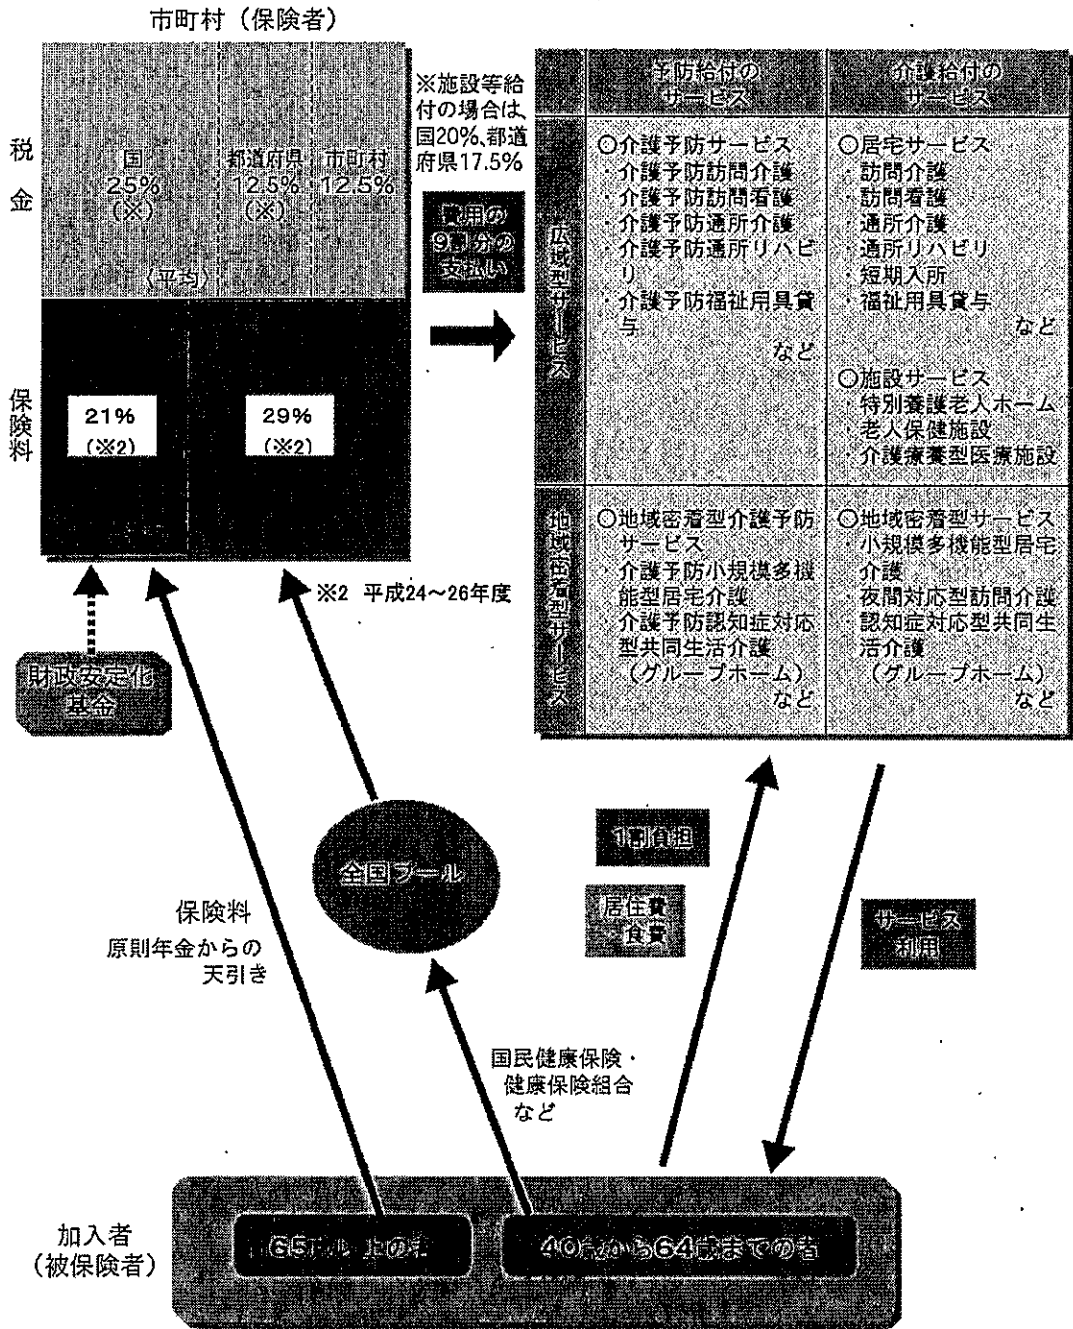 市町村（保険者）
税
金
国
25%
（※）
都道府県
12.5%
（※）
市町村
12.5%
（平均）
※施設等給
付の場合は、
国20%、都道
府県17.5%
費用の
9割分の
支払い
保険料
21%
（※2）
29%
（※2）
※2 平成24～26年度
財政安定化
基金
予防給付の
サービス
介護給付の
サービス
広域型サービス
○介護予防サービス
・介護予防訪問介護
・介護予防訪問看護
・介護予防通所介護
・介護予防通所リハビ
リ
・介護予防福祉用具貸
与
など
○居宅サービス
・訪問介護
・訪問看護
・通所介護
・通所リハビリ
・短期入所
・福祉用具貸与
など
○施設サービス
・特別養護老人ホーム
・老人保健施設
・介護療養型医療施設
地域密着型サービス
○地域密着型介護予防
サービス
・介護予防小規模多機
能型居宅介護
・介護予防認知症対応
型共同生活介護
（グループホーム）
など
○地域密着型サービス
・小規模多機能型居宅
介護
・夜間対応型訪問介護
・認知症対応型共同生
活介護
（グループホーム）
など
全国プール
保険料
原則年金からの
天引き
1割負担
居住費
・食費
サービス
利用
国民健康保険・
健康保険組合
など
加入者
（被保険者）
65歳以上の者
40歳から64歳までの者